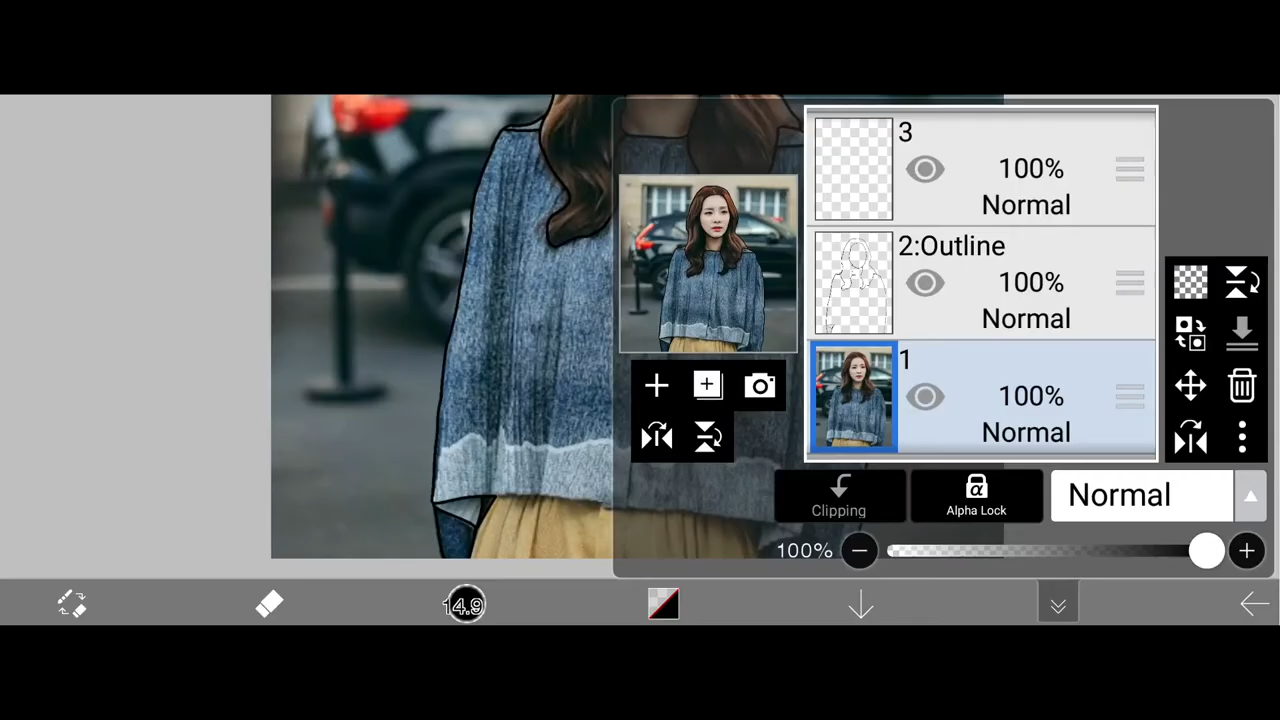 3
100%
Normal
2:Outline
100%
Normal
1
100%
Normal
Clipping
α
Alpha Lock
Normal
100%
14.9